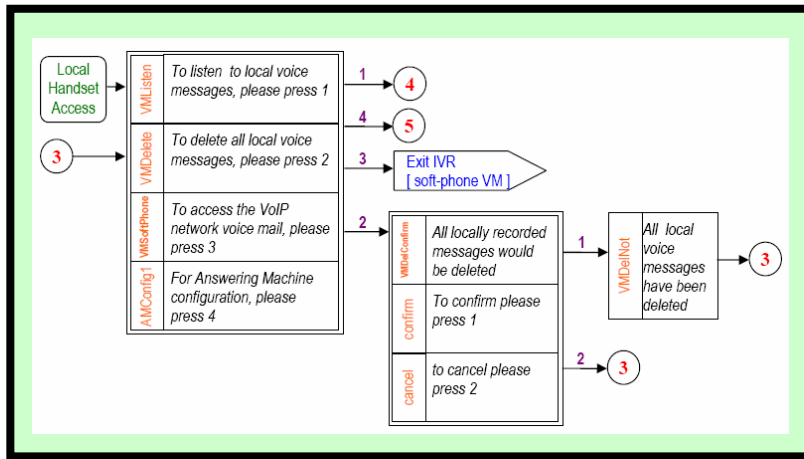 Local
Handset
Access
3
VMListen
To listen to local voice
messages, please press 1
VMDelete
To delete all local voice
messages, please press 2
VMSoftPhone
To access the VoIP
network voice mail, please
press 3
AMConfig1
For Answering Machine
configuration, please
press 4
1
4
4
5
3
Exit IVR
[ soft-phone VM ]
2
VMDelConfirm
All locally recorded
messages would
be deleted
confirm
To confirm please
press 1
cancel
to cancel please
press 2
1
VMDelNot
All local
voice
messages
have been
deleted
3
2
3